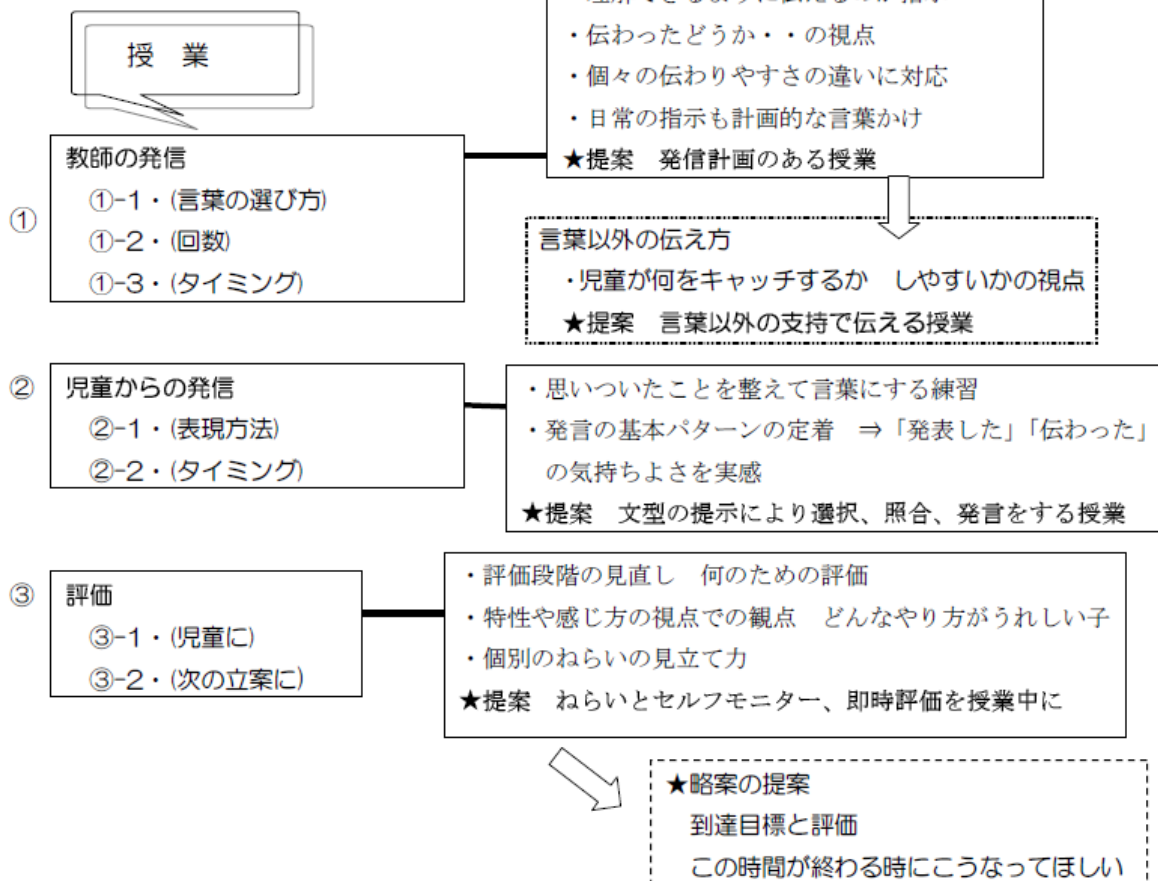 授 業
・伝わったどうか・・の視点
・個々の伝わりやすさの違いに対応
・日常の指示も計画的な言葉かけ
★提案 発信計画のある授業
①
教師の発信
①-1・(言葉の選び方)
①-2・(回数)
①-3・(タイミング)
言葉以外の伝え方
・児童が何をキャッチするか しやすいかの視点
★提案 言葉以外の支持で伝える授業
②
児童からの発信
②-1・(表現方法)
②-2・(タイミング)
・思いついたことを整えて言葉にする練習
・発言の基本パターンの定着 ⇒「発表した」「伝わった」
の気持ちよさを実感
★提案 文型の提示により選択、照合、発言をする授業
③
評価
③-1・(児童に)
③-2・(次の立案に)
・評価段階の見直し 何のための評価
・特性や感じ方の視点での観点 どんなやり方がうれしい子
・個別のねらいの見立て力
★提案 ねらいとセルフモニター、即時評価を授業中に
★略案の提案
到達目標と評価
この時間が終わる時にこうなってほしい